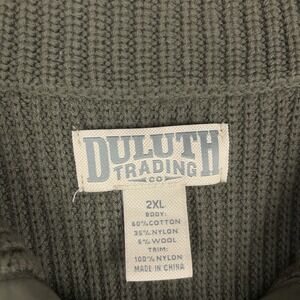 DULUTH
TRADING
CO
2XL
BODY:
60% COTTON
35% NYLON
5% WOOL
TRIM:
100% NYLON
MADE IN CHINA